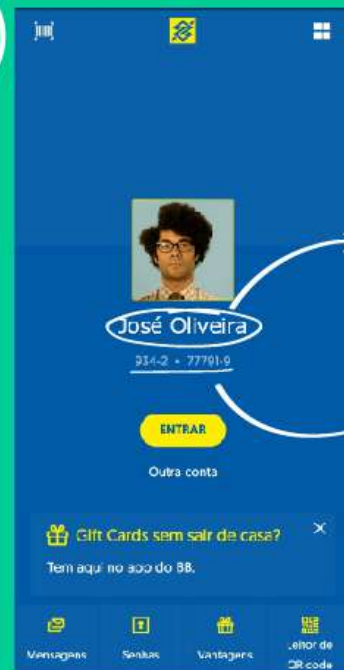 José Oliveira
934-2 • 77791-9
ENTRAR
Outra conta
Gift Cards sem sair de casa?
Tem aqui no app do BB.
Mensagens
Senhas
Vantagens
Leitor de
QR code